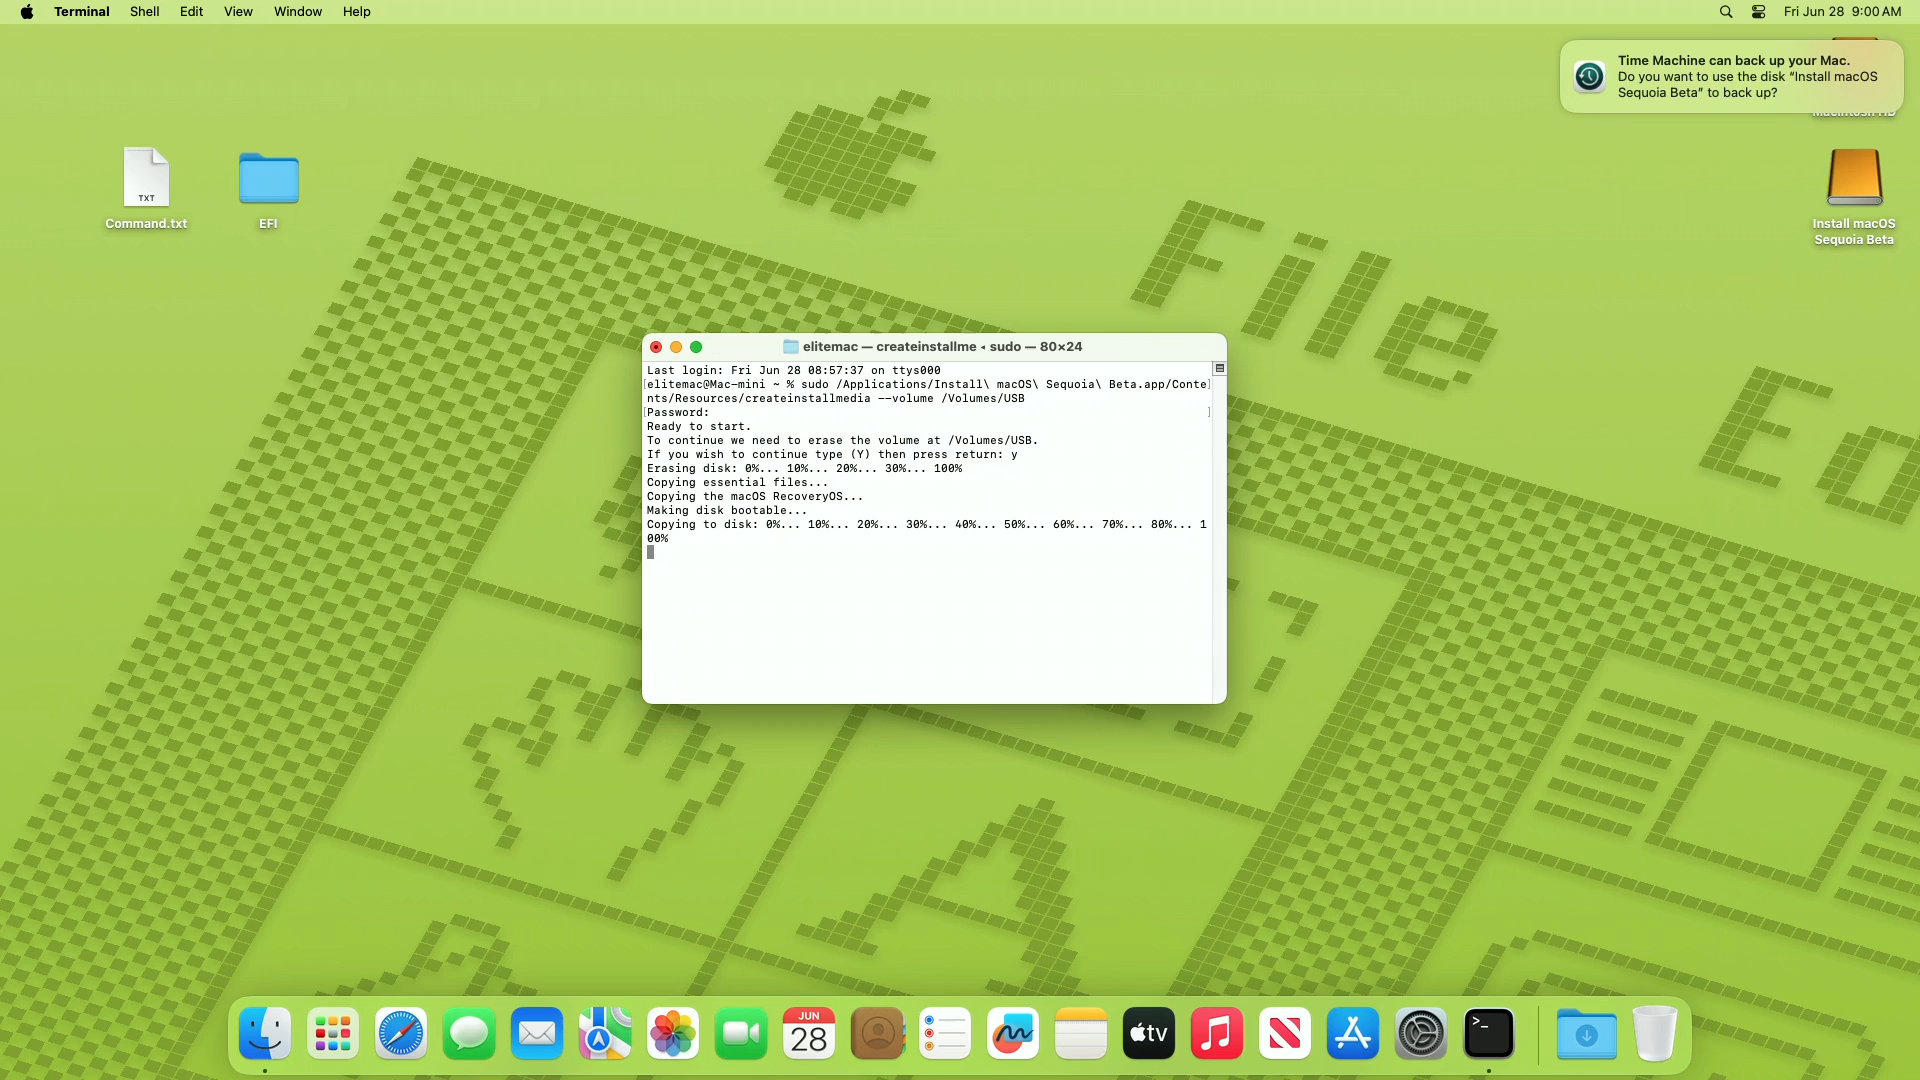 Terminal Shell Edit View Window Help
Fri Jun 28 9:00 AM
Time Machine can back up your Mac.
Do you want to use the disk “Install macOS
Sequoia Beta” to back up?
Macintosh HD
TXT
Command.txt
EFI
Install macOS
Sequoia Beta
File
Ed
elitemac — createinstallme ◂ sudo — 80×24
Last login: Fri Jun 28 08:57:37 on ttys000
[elitemac@Mac-mini ~ % sudo /Applications/Install\ macOS\ Sequoia\ Beta.app/Conte]
nts/Resources/createinstallmedia --volume /Volumes/USB
[Password: ]
Ready to start.
To continue we need to erase the volume at /Volumes/USB.
If you wish to continue type (Y) then press return: y
Erasing disk: 0%... 10%... 20%... 30%... 100%
Copying essential files...
Copying the macOS RecoveryOS...
Making disk bootable...
Copying to disk: 0%... 10%... 20%... 30%... 40%... 50%... 60%... 70%... 80%... 1
00%
A
JUN
28
tv
>_